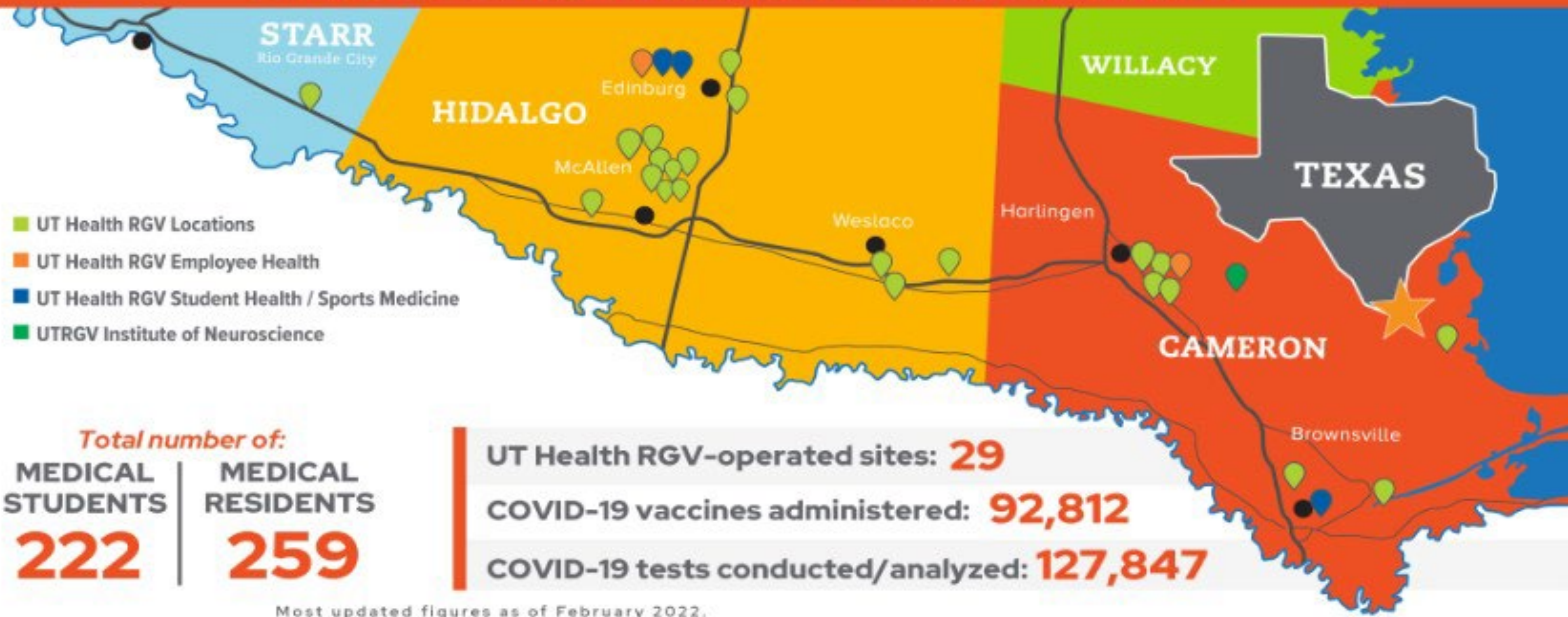 STARR
Rio Grande City
HIDALGO
Edinburg
McAllen
Weslaco
WILLACY
TEXAS
Harlingen
CAMERON
Brownsville
UT Health RGV Locations
UT Health RGV Employee Health
UT Health RGV Student Health / Sports Medicine
UTRGV Institute of Neuroscience
Total number of:
MEDICAL
STUDENTS
222
MEDICAL
RESIDENTS
259
UT Health RGV-operated sites: 29
COVID-19 vaccines administered: 92,812
COVID-19 tests conducted/analyzed: 127,847
Most updated figures as of February 2022.